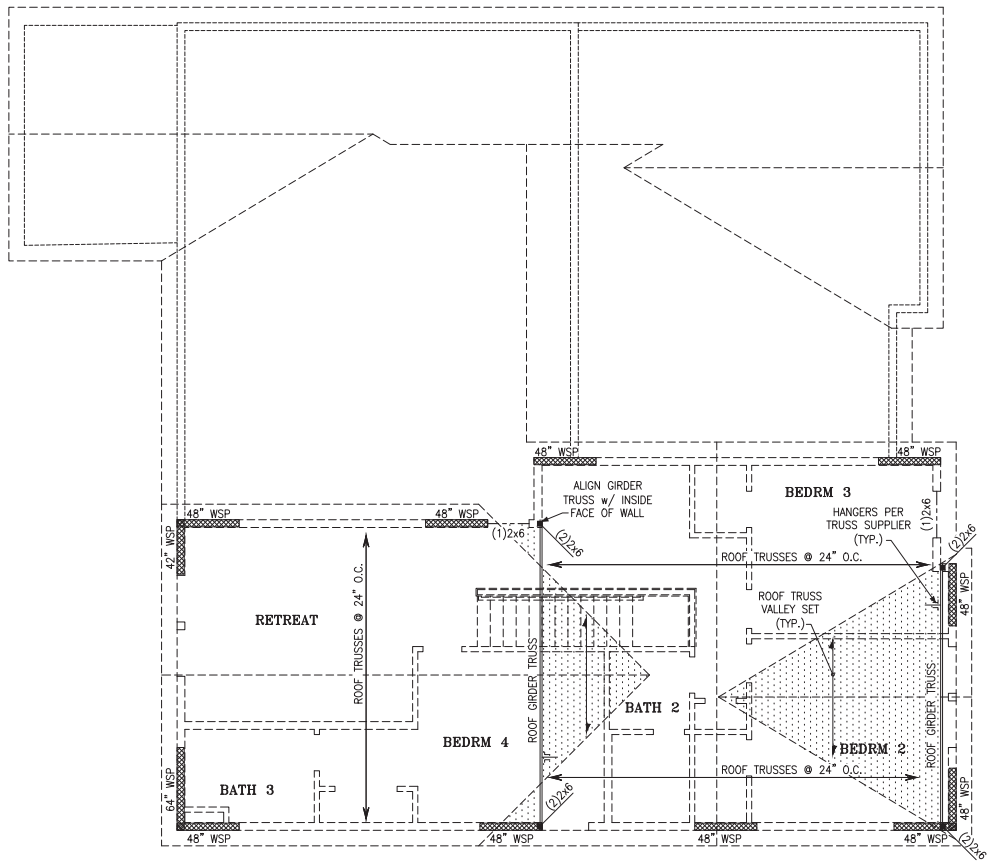 48" WSP
48" WSP
ALIGN GIRDER
TRUSS w/ INSIDE
FACE OF WALL
BEDRM 3
HANGERS PER
TRUSS SUPPLIER
(TYP.)
(1)2x6
48" WSP
48" WSP
(1)2x6
(2)2x6
(2)2x6
42" WSP
ROOF TRUSSES @ 24" O.C.
ROOF TRUSSES @ 24" O.C.
RETREAT
ROOF TRUSS
VALLEY SET
(TYP.)
48" WSP
ROOF GIRDER TRUSS
ROOF GIRDER TRUSS
BATH 2
BEDRM 4
BEDRM 2
ROOF TRUSSES @ 24" O.C.
64" WSP
BATH 3
(2)2x6
48" WSP
48" WSP
48" WSP
48" WSP
48" WSP
(2)2x6